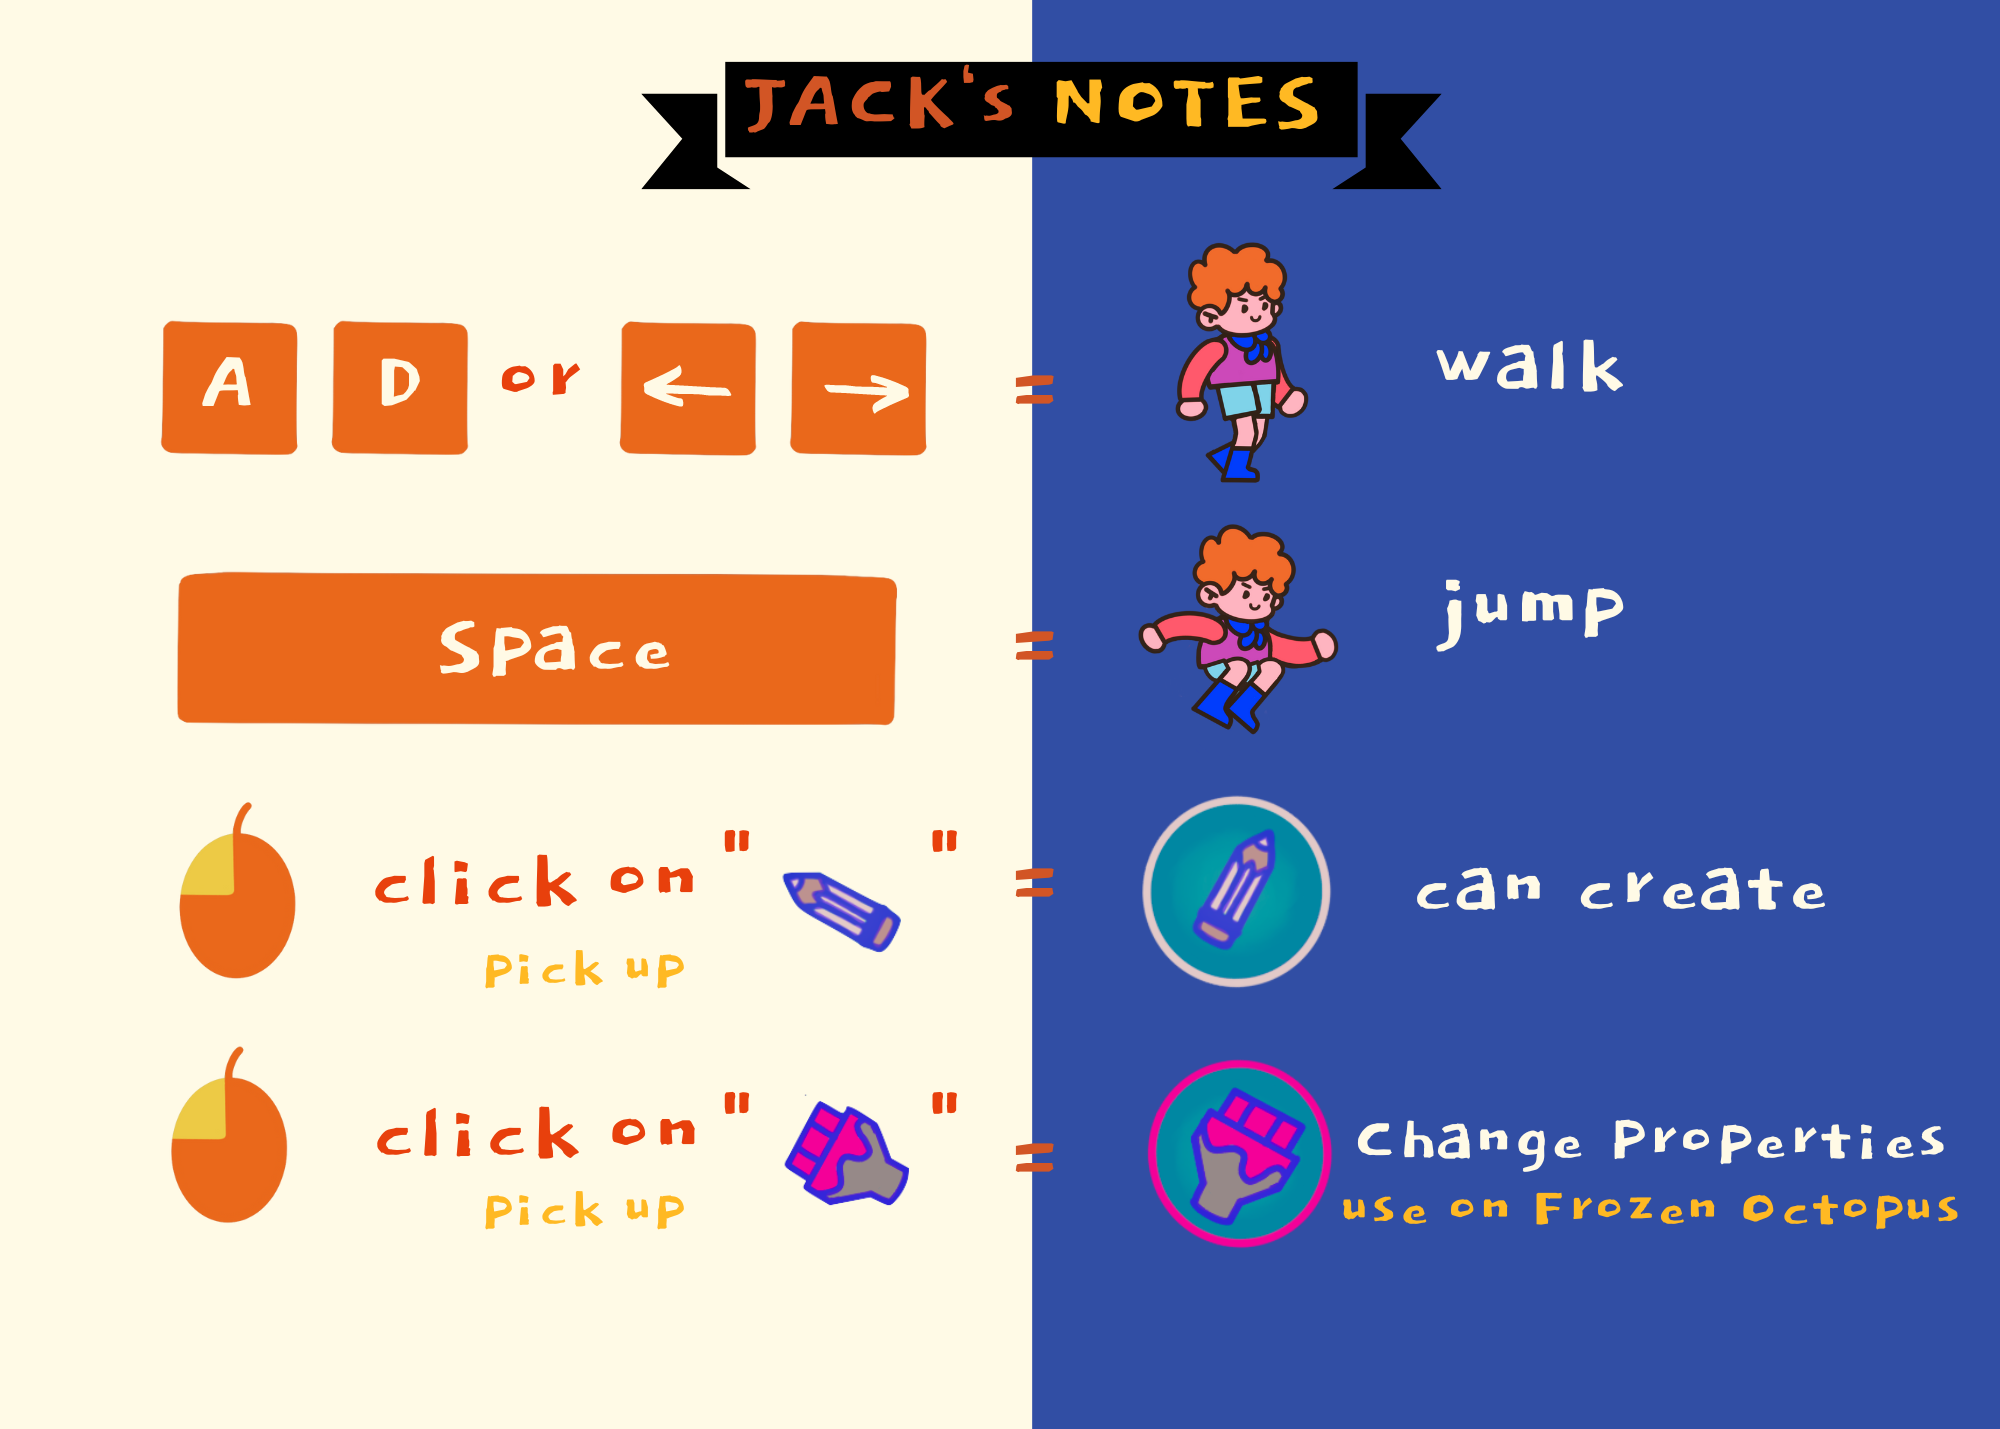 JACK's NOTES
A D or ← → = walk
Space = jump
click on " " = can create
Pick up
click on " " = Change Properties
Pick up
use on Frozen Octopus